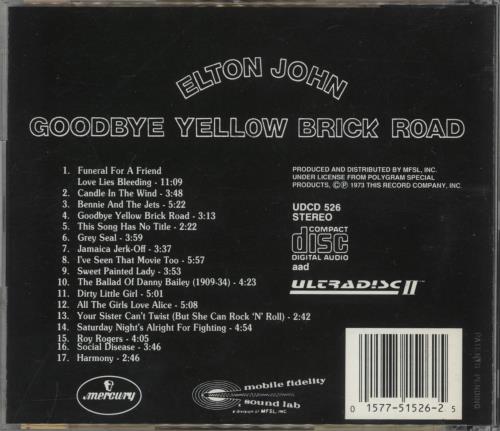 ELTON JOHN
GOODBYE YELLOW BRICK ROAD
1. Funeral For A Friend
Love Lies Bleeding - 11:09
2. Candle In The Wind - 3:48
3. Bennie And The Jets - 5:22
4. Goodbye Yellow Brick Road - 3:13
5. This Song Has No Title - 2:22
6. Grey Seal - 3:59
7. Jamaica Jerk-Off - 3:37
8. I've Seen That Movie Too - 5:57
9. Sweet Painted Lady - 3:53
10. The Ballad Of Danny Bailey (1909-34) - 4:23
11. Dirty Little Girl - 5:01
12. All The Girls Love Alice - 5:08
13. Your Sister Can't Twist (But She Can Rock 'N' Roll) - 2:42
14. Saturday Night's Alright For Fighting - 4:54
15. Roy Rogers - 4:05
16. Social Disease - 3:46
17. Harmony - 2:46
PRODUCED AND DISTRIBUTED BY MFSL, INC.
UNDER LICENSE FROM POLYGRAM SPECIAL
PRODUCTS, ©℗ 1973 THIS RECORD COMPANY, INC.
UDCD 526
STEREO
COMPACT
disc
DIGITAL AUDIO
aad
ULTRADISC II™
mercury
mobile fidelity
sound lab
a division of MFSL, INC
0 1577-51526-2 5
PATENTS PENDING